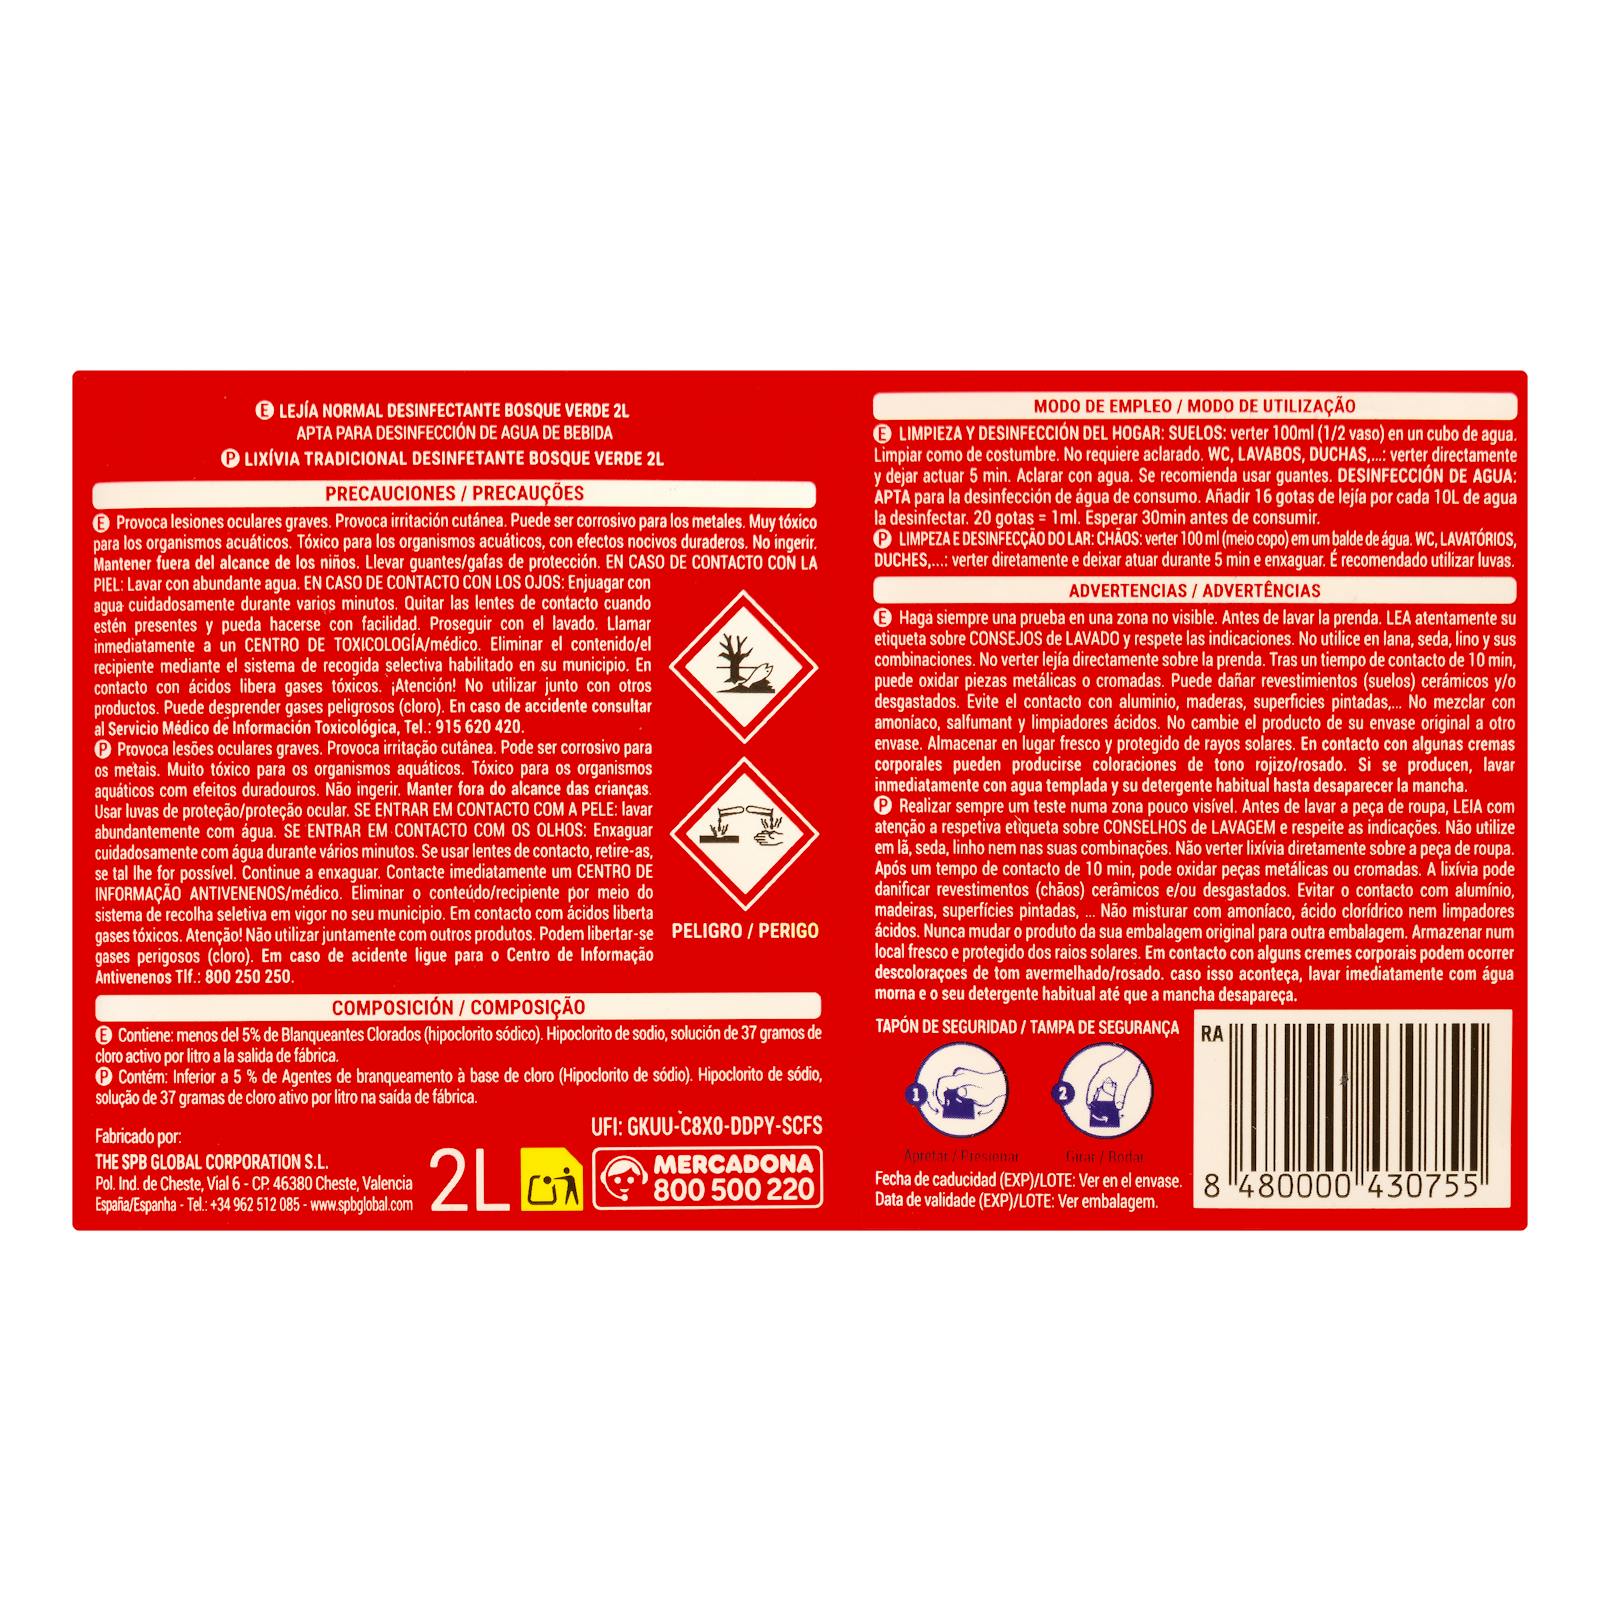 E LEJÍA NORMAL DESINFECTANTE BOSQUE VERDE 2L
APTA PARA DESINFECCIÓN DE AGUA DE BEBIDA
P LIXÍVIA TRADICIONAL DESINFETANTE BOSQUE VERDE 2L
PRECAUCIONES / PRECAUÇÕES
E Provoca lesiones oculares graves. Provoca irritación cutánea. Puede ser corrosivo para los metales. Muy tóxico
para los organismos acuáticos. Tóxico para los organismos acuáticos, con efectos nocivos duraderos. No ingerir.
Mantener fuera del alcance de los niños. Llevar guantes/gafas de protección. EN CASO DE CONTACTO CON LA
PIEL: Lavar con abundante agua. EN CASO DE CONTACTO CON LOS OJOS: Enjuagar con
agua cuidadosamente durante varios minutos. Quitar las lentes de contacto cuando
estén presentes y pueda hacerse con facilidad. Proseguir con el lavado. Llamar
inmediatamente a un CENTRO DE TOXICOLOGÍA/médico. Eliminar el contenido/el
recipiente mediante el sistema de recogida selectiva habilitado en su municipio. En
contacto con ácidos libera gases tóxicos. ¡Atención! No utilizar junto con otros
productos. Puede desprender gases peligrosos (cloro). En caso de accidente consultar
al Servicio Médico de Información Toxicológica, Tel.: 915 620 420.
P Provoca lesões oculares graves. Provoca irritação cutânea. Pode ser corrosivo para
os metais. Muito tóxico para os organismos aquáticos. Tóxico para os organismos
aquáticos com efeitos duradouros. Não ingerir. Manter fora do alcance das crianças.
Usar luvas de proteção/proteção ocular. SE ENTRAR EM CONTACTO COM A PELE: lavar
abundantemente com água. SE ENTRAR EM CONTACTO COM OS OLHOS: Enxaguar
cuidadosamente com água durante vários minutos. Se usar lentes de contacto, retire-as,
se tal lhe for possível. Continue a enxaguar. Contacte imediatamente um CENTRO DE
INFORMAÇÃO ANTIVENENOS/médico. Eliminar o conteúdo/recipiente por meio do
sistema de recolha seletiva em vigor no seu municipio. Em contacto com ácidos liberta
gases tóxicos. Atenção! Não utilizar juntamente com outros produtos. Podem libertar-se
gases perigosos (cloro). Em caso de acidente ligue para o Centro de Informação
Antivenenos Tlf.: 800 250 250.
PELIGRO / PERIGO
COMPOSICIÓN / COMPOSIÇÃO
E Contiene: menos del 5% de Blanqueantes Clorados (hipoclorito sódico). Hipoclorito de sodio, solución de 37 gramos de
cloro activo por litro a la salida de fábrica.
P Contém: Inferior a 5 % de Agentes de branqueamento à base de cloro (Hipoclorito de sódio). Hipoclorito de sódio,
solução de 37 gramas de cloro ativo por litro na saída de fábrica.
UFI: GKUU-C8X0-DDPY-SCFS
Fabricado por:
THE SPB GLOBAL CORPORATION S.L.
Pol. Ind. de Cheste, Vial 6 - CP. 46380 Cheste, Valencia
España/Espanha - Tel.: +34 962 512 085 - www.spbglobal.com
2L
MERCADONA
800 500 220
MODO DE EMPLEO / MODO DE UTILIZAÇÃO
E LIMPIEZA Y DESINFECCIÓN DEL HOGAR: SUELOS: verter 100ml (1/2 vaso) en un cubo de agua.
Limpiar como de costumbre. No requiere aclarado. WC, LAVABOS, DUCHAS,...: verter directamente
y dejar actuar 5 min. Aclarar con agua. Se recomienda usar guantes. DESINFECCIÓN DE AGUA:
APTA para la desinfección de água de consumo. Añadir 16 gotas de lejía por cada 10L de agua
la desinfectar. 20 gotas = 1ml. Esperar 30min antes de consumir.
P LIMPEZA E DESINFECÇÃO DO LAR: CHÃOS: verter 100 ml (meio copo) em um balde de água. WC, LAVATÓRIOS,
DUCHES,...: verter diretamente e deixar atuar durante 5 min e enxaguar. É recomendado utilizar luvas.
ADVERTENCIAS / ADVERTÊNCIAS
E Haga siempre una prueba en una zona no visible. Antes de lavar la prenda. LEA atentamente su
etiqueta sobre CONSEJOS de LAVADO y respete las indicaciones. No utilice en lana, seda, lino y sus
combinaciones. No verter lejía directamente sobre la prenda. Tras un tiempo de contacto de 10 min,
puede oxidar piezas metálicas o cromadas. Puede dañar revestimientos (suelos) cerámicos y/o
desgastados. Evite el contacto con aluminio, maderas, superficies pintadas,... No mezclar con
amoníaco, salfumant y limpiadores ácidos. No cambie el producto de su envase original a otro
envase. Almacenar en lugar fresco y protegido de rayos solares. En contacto con algunas cremas
corporales pueden producirse coloraciones de tono rojizo/rosado. Si se producen, lavar
inmediatamente con agua templada y su detergente habitual hasta desaparecer la mancha.
P Realizar sempre um teste numa zona pouco visível. Antes de lavar a peça de roupa, LEIA com
atenção a respetiva etiqueta sobre CONSELHOS de LAVAGEM e respeite as indicações. Não utilize
em lã, seda, linho nem nas suas combinações. Não verter lixívia diretamente sobre a peça de roupa.
Após um tempo de contacto de 10 min, pode oxidar peças metálicas ou cromadas. A lixívia pode
danificar revestimentos (chãos) cerâmicos e/ou desgastados. Evitar o contacto com alumínio,
madeiras, superfícies pintadas, ... Não misturar com amoníaco, ácido clorídrico nem limpadores
ácidos. Nunca mudar o produto da sua embalagem original para outra embalagem. Armazenar num
local fresco e protegido dos raios solares. Em contacto con alguns cremes corporais podem ocorrer
descoloraçoes de tom avermelhado/rosado. caso isso aconteça, lavar imediatamente com água
morna e o seu detergente habitual até que a mancha desapareça.
TAPÓN DE SEGURIDAD / TAMPA DE SEGURANÇA
1
2
Apretar / Presionar
Girar / Rodar
Fecha de caducidad (EXP)/LOTE: Ver en el envase.
Data de validade (EXP)/LOTE: Ver embalagem.
RA
8 480000 430755